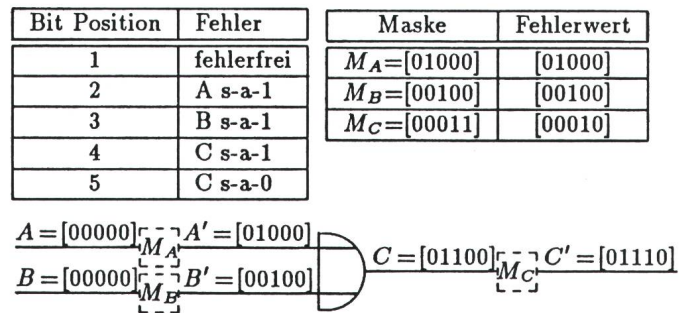 Bit Position Fehler
1 fehlerfrei
2 A s-a-1
3 B s-a-1
4 C s-a-1
5 C s-a-0
Maske Fehlerwert
M_A=[01000] [01000]
M_B=[00100] [00100]
M_C=[00011] [00010]
A=[00000] M_A A′=[01000]
B=[00000] M_B B′=[00100]
C=[01100] M_C C′=[01110]